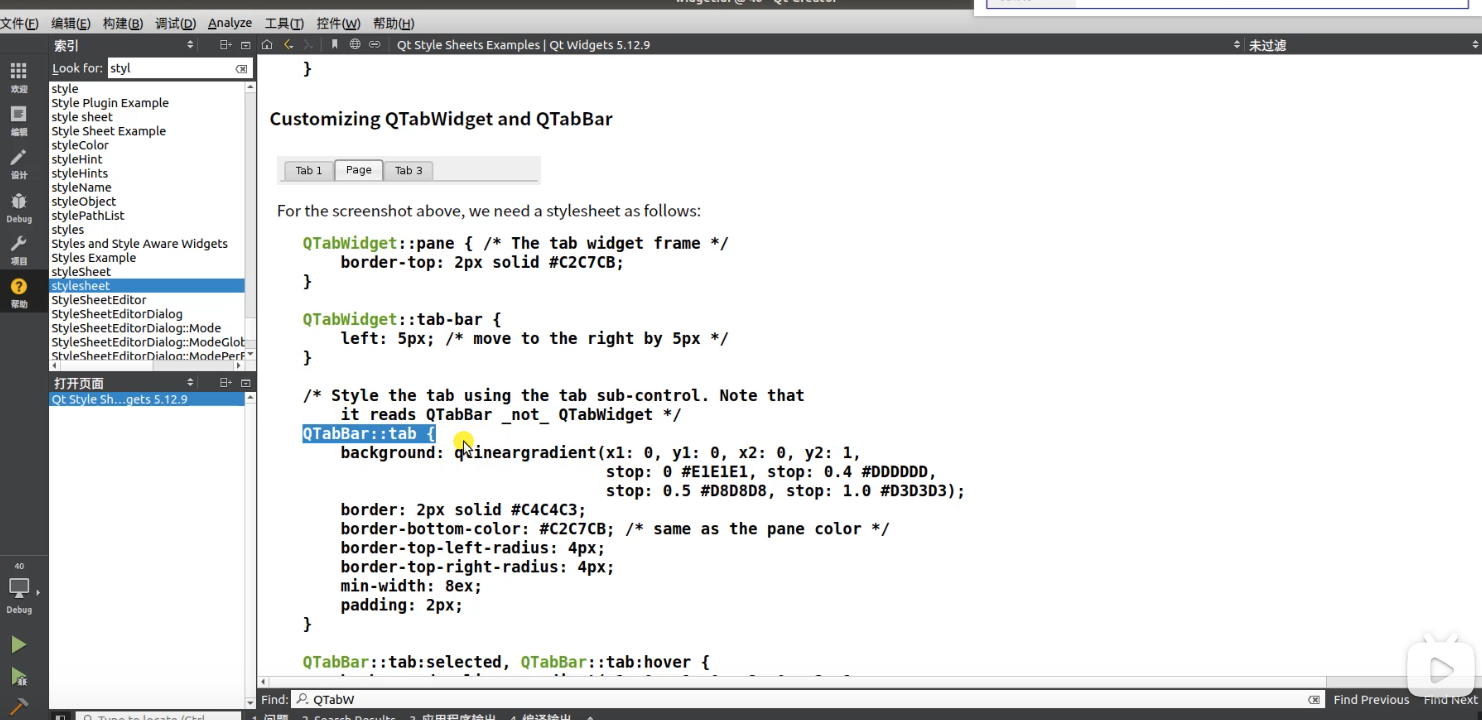 文件(F) 编辑(E) 构建(B) 调试(D) Analyze 工具(T) 控件(W) 帮助(H)
索引
Qt Style Sheets Examples | Qt Widgets 5.12.9
未过滤
Look for: styl
style
Style Plugin Example
style sheet
Style Sheet Example
styleColor
styleHint
styleHints
styleName
styleObject
stylePathList
styles
Styles and Style Aware Widgets
Styles Example
styleSheet
stylesheet
StyleSheetEditor
StyleSheetEditorDialog
StyleSheetEditorDialog::Mode
StyleSheetEditorDialog::ModeGlob
StyleSheetEditorDialog::ModePerF
打开页面
Qt Style Sh...gets 5.12.9
欢迎
编辑
设计
Debug
项目
帮助
40
Debug
}
Customizing QTabWidget and QTabBar
Tab 1 Page Tab 3
For the screenshot above, we need a stylesheet as follows:
QTabWidget::pane { /* The tab widget frame */
border-top: 2px solid #C2C7CB;
}
QTabWidget::tab-bar {
left: 5px; /* move to the right by 5px */
}
/* Style the tab using the tab sub-control. Note that
it reads QTabBar _not_ QTabWidget */
QTabBar::tab {
background: qlineargradient(x1: 0, y1: 0, x2: 0, y2: 1,
stop: 0 #E1E1E1, stop: 0.4 #DDDDDD,
stop: 0.5 #D8D8D8, stop: 1.0 #D3D3D3);
border: 2px solid #C4C4C3;
border-bottom-color: #C2C7CB; /* same as the pane color */
border-top-left-radius: 4px;
border-top-right-radius: 4px;
min-width: 8ex;
padding: 2px;
}
QTabBar::tab:selected, QTabBar::tab:hover {
Find: QTabW
Find Previous Find Next
Type to locate (Ctrl
1 问题 2 Search Results 3 应用程序输出 4 编译输出